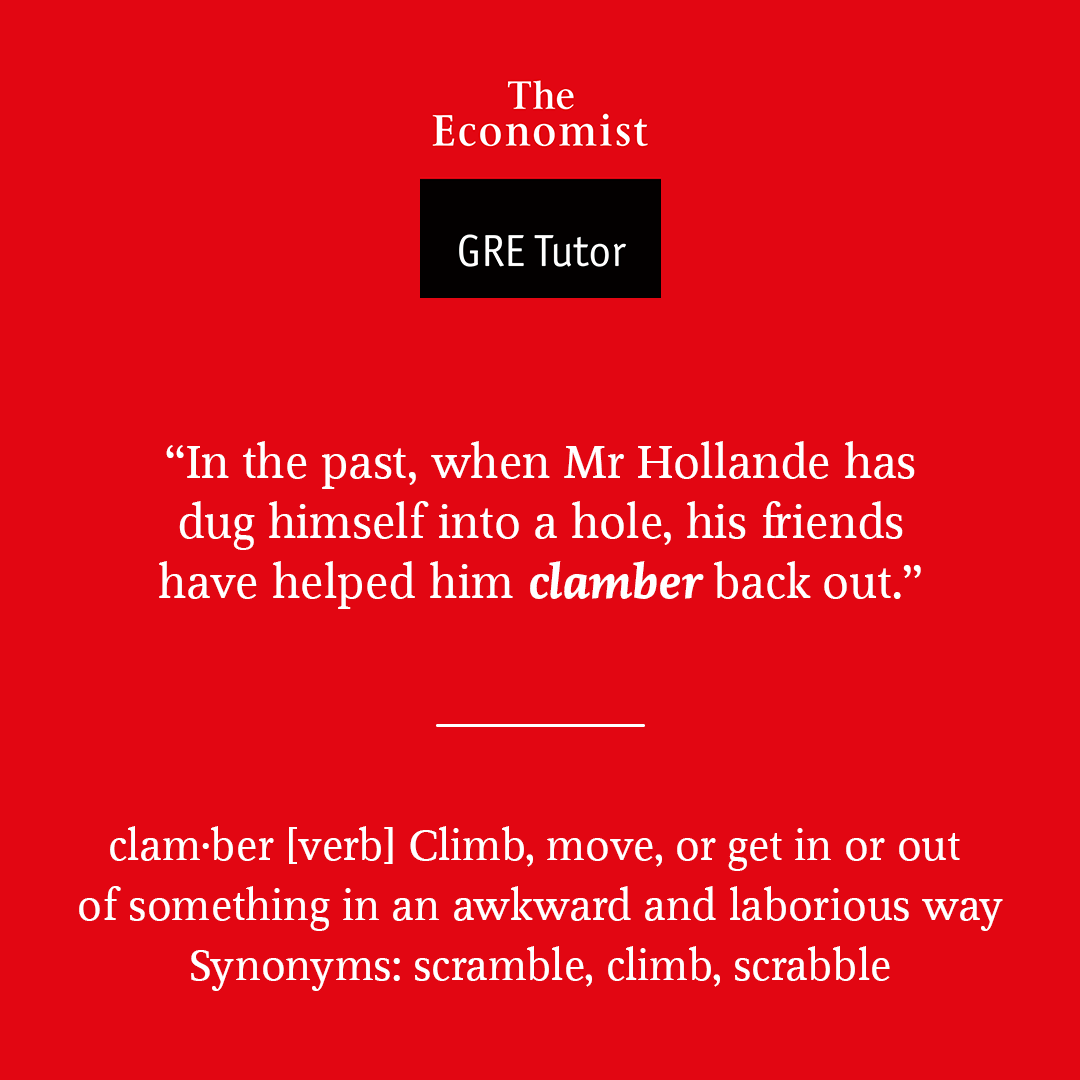 The
Economist
GRE Tutor
“In the past, when Mr Hollande has
dug himself into a hole, his friends
have helped him clamber back out.”
clam·ber [verb] Climb, move, or get in or out
of something in an awkward and laborious way
Synonyms: scramble, climb, scrabble